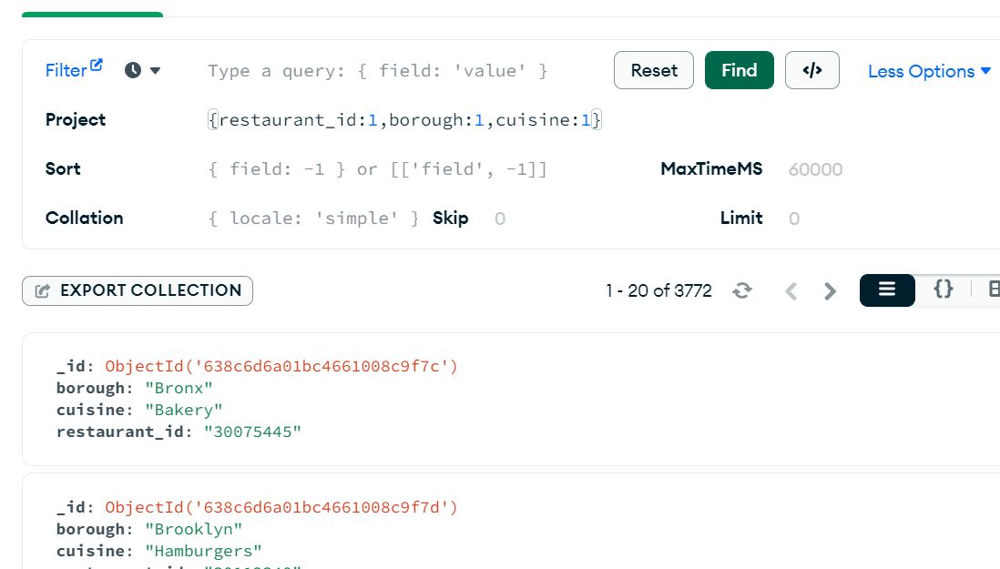 Filter
Type a query: { field: 'value' }
Reset
Find
</>
Less Options
Project
{restaurant_id:1,borough:1,cuisine:1}
Sort
{ field: -1 } or [['field', -1]]
MaxTimeMS
60000
Collation
{ locale: 'simple' }
Skip
0
Limit
0
EXPORT COLLECTION
1 - 20 of 3772
{}
_id: ObjectId('638c6d6a01bc4661008c9f7c')
borough: "Bronx"
cuisine: "Bakery"
restaurant_id: "30075445"
_id: ObjectId('638c6d6a01bc4661008c9f7d')
borough: "Brooklyn"
cuisine: "Hamburgers"